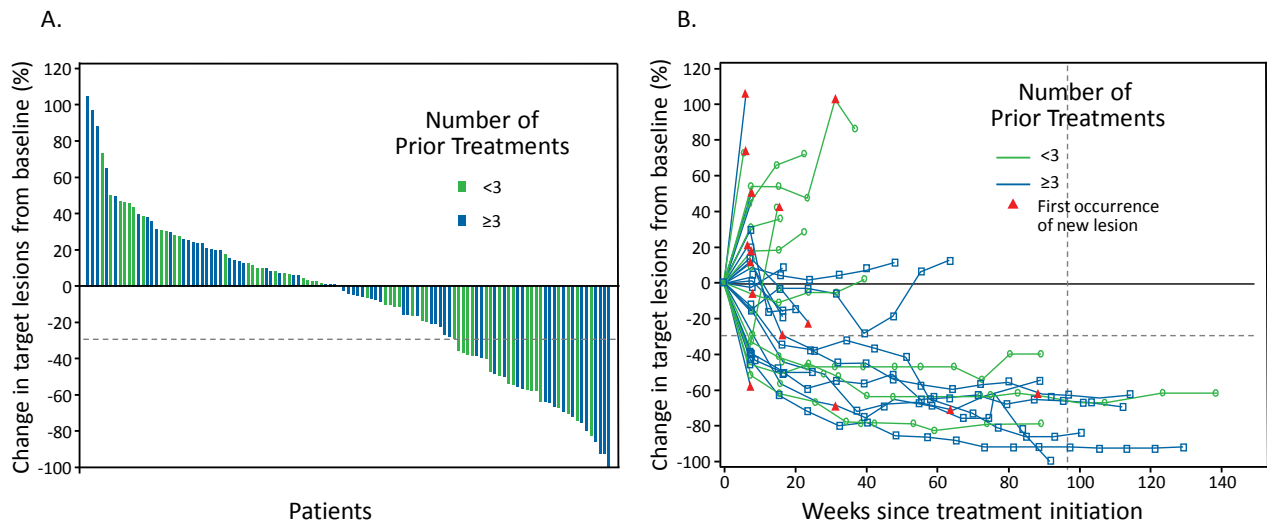 A.
Change in target lesions from baseline (%)
120
100
80
60
40
20
0
-20
-40
-60
-80
-100
Number of
Prior Treatments
<3
≥3
Patients
B.
Change in target lesions from baseline (%)
120
100
80
60
40
20
0
-20
-40
-60
-80
-100
Number of
Prior Treatments
<3
≥3
First occurrence
of new lesion
0 20 40 60 80 100 120 140
Weeks since treatment initiation